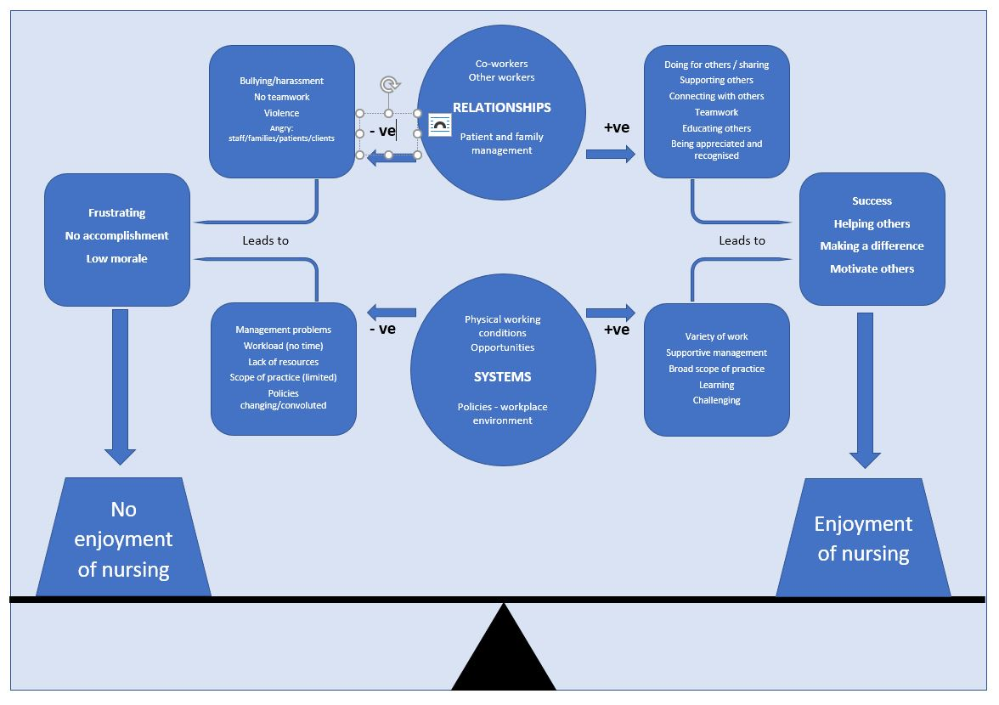 Bullying/harassment
No teamwork
Violence
Angry:
staff/families/patients/clients
- ve
Co-workers
Other workers
RELATIONSHIPS
Patient and family
management
+ve
Doing for others / sharing
Supporting others
Connecting with others
Teamwork
Educating others
Being appreciated and
recognised
Frustrating
No accomplishment
Low morale
Leads to
Leads to
Success
Helping others
Making a difference
Motivate others
Management problems
Workload (no time)
Lack of resources
Scope of practice (limited)
Policies
changing/convoluted
- ve
Physical working
conditions
Opportunities
SYSTEMS
Policies - workplace
environment
+ve
Variety of work
Supportive management
Broad scope of practice
Learning
Challenging
No
enjoyment
of nursing
Enjoyment
of nursing